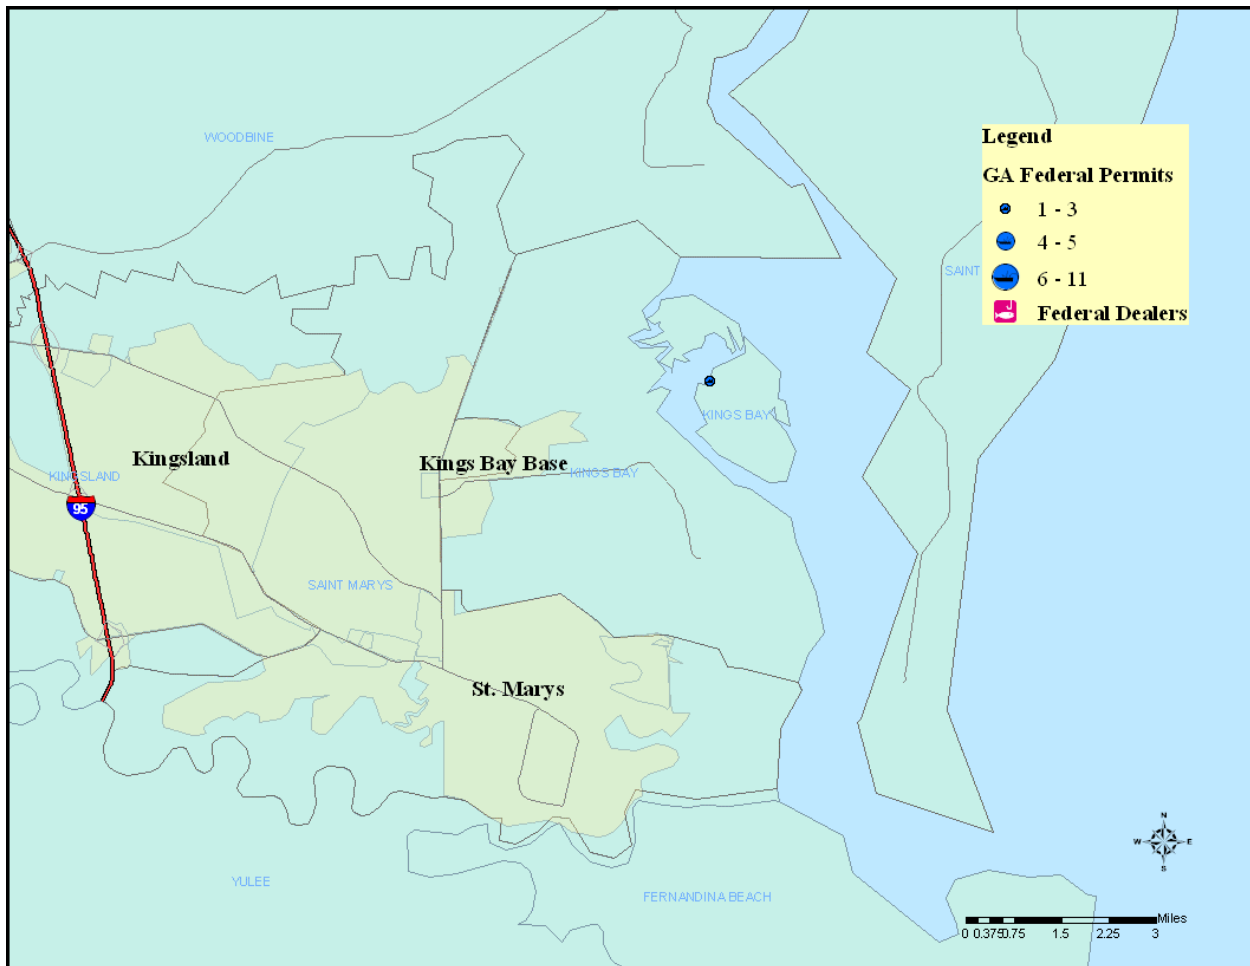 WOODBINE
Legend
GA Federal Permits
1 - 3
4 - 5
SAINT
6 - 11
Federal Dealers
KINGS BAY
Kingsland
Kings Bay Base
KINGSLAND
KINGS BAY
95
SAINT MARYS
St. Marys
N
W E
S
YULEE
FERNANDINA BEACH
Miles
0 0.375 0.75 1.5 2.25 3